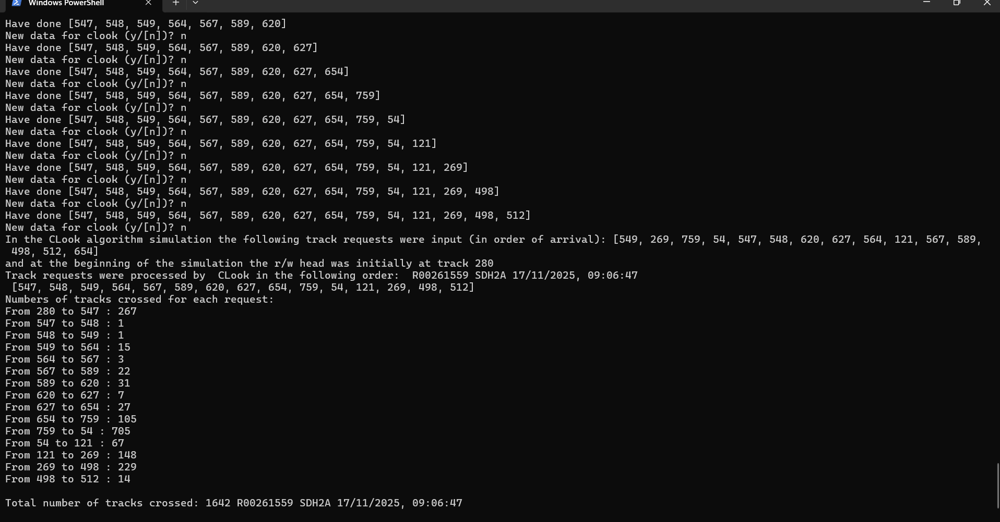 Windows PowerShell
Have done [547, 548, 549, 564, 567, 589, 620]
New data for clook (y/[n])? n
Have done [547, 548, 549, 564, 567, 589, 620, 627]
New data for clook (y/[n])? n
Have done [547, 548, 549, 564, 567, 589, 620, 627, 654]
New data for clook (y/[n])? n
Have done [547, 548, 549, 564, 567, 589, 620, 627, 654, 759]
New data for clook (y/[n])? n
Have done [547, 548, 549, 564, 567, 589, 620, 627, 654, 759, 54]
New data for clook (y/[n])? n
Have done [547, 548, 549, 564, 567, 589, 620, 627, 654, 759, 54, 121]
New data for clook (y/[n])? n
Have done [547, 548, 549, 564, 567, 589, 620, 627, 654, 759, 54, 121, 269]
New data for clook (y/[n])? n
Have done [547, 548, 549, 564, 567, 589, 620, 627, 654, 759, 54, 121, 269, 498]
New data for clook (y/[n])? n
Have done [547, 548, 549, 564, 567, 589, 620, 627, 654, 759, 54, 121, 269, 498, 512]
New data for clook (y/[n])? n
In the CLook algorithm simulation the following track requests were input (in order of arrival): [549, 269, 759, 54, 547, 548, 620, 627, 564, 121, 567, 589,
 498, 512, 654]
and at the beginning of the simulation the r/w head was initially at track 280
Track requests were processed by  CLook in the following order:  R00261559 SDH2A 17/11/2025, 09:06:47
 [547, 548, 549, 564, 567, 589, 620, 627, 654, 759, 54, 121, 269, 498, 512]
Numbers of tracks crossed for each request:
From 280 to 547 : 267
From 547 to 548 : 1
From 548 to 549 : 1
From 549 to 564 : 15
From 564 to 567 : 3
From 567 to 589 : 22
From 589 to 620 : 31
From 620 to 627 : 7
From 627 to 654 : 27
From 654 to 759 : 105
From 759 to 54 : 705
From 54 to 121 : 67
From 121 to 269 : 148
From 269 to 498 : 229
From 498 to 512 : 14
Total number of tracks crossed: 1642 R00261559 SDH2A 17/11/2025, 09:06:47